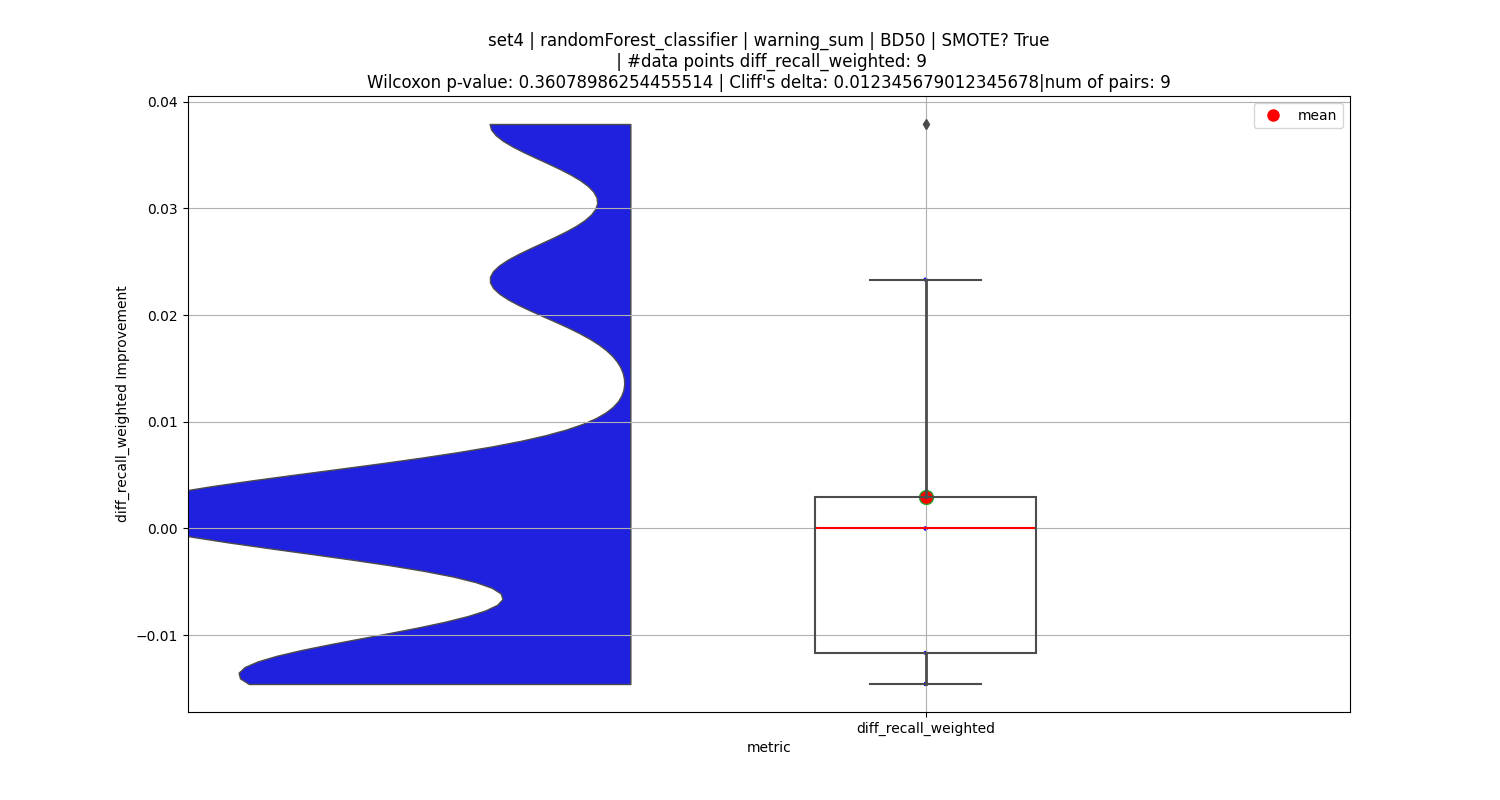 set4 | randomForest_classifier | warning_sum | BD50 | SMOTE? True
| #data points diff_recall_weighted: 9
Wilcoxon p-value: 0.36078986254455514 | Cliff's delta: 0.012345679012345678|num of pairs: 9
mean
0.04
0.03
0.02
0.01
0.00
−0.01
diff_recall_weighted Improvement
diff_recall_weighted
metric